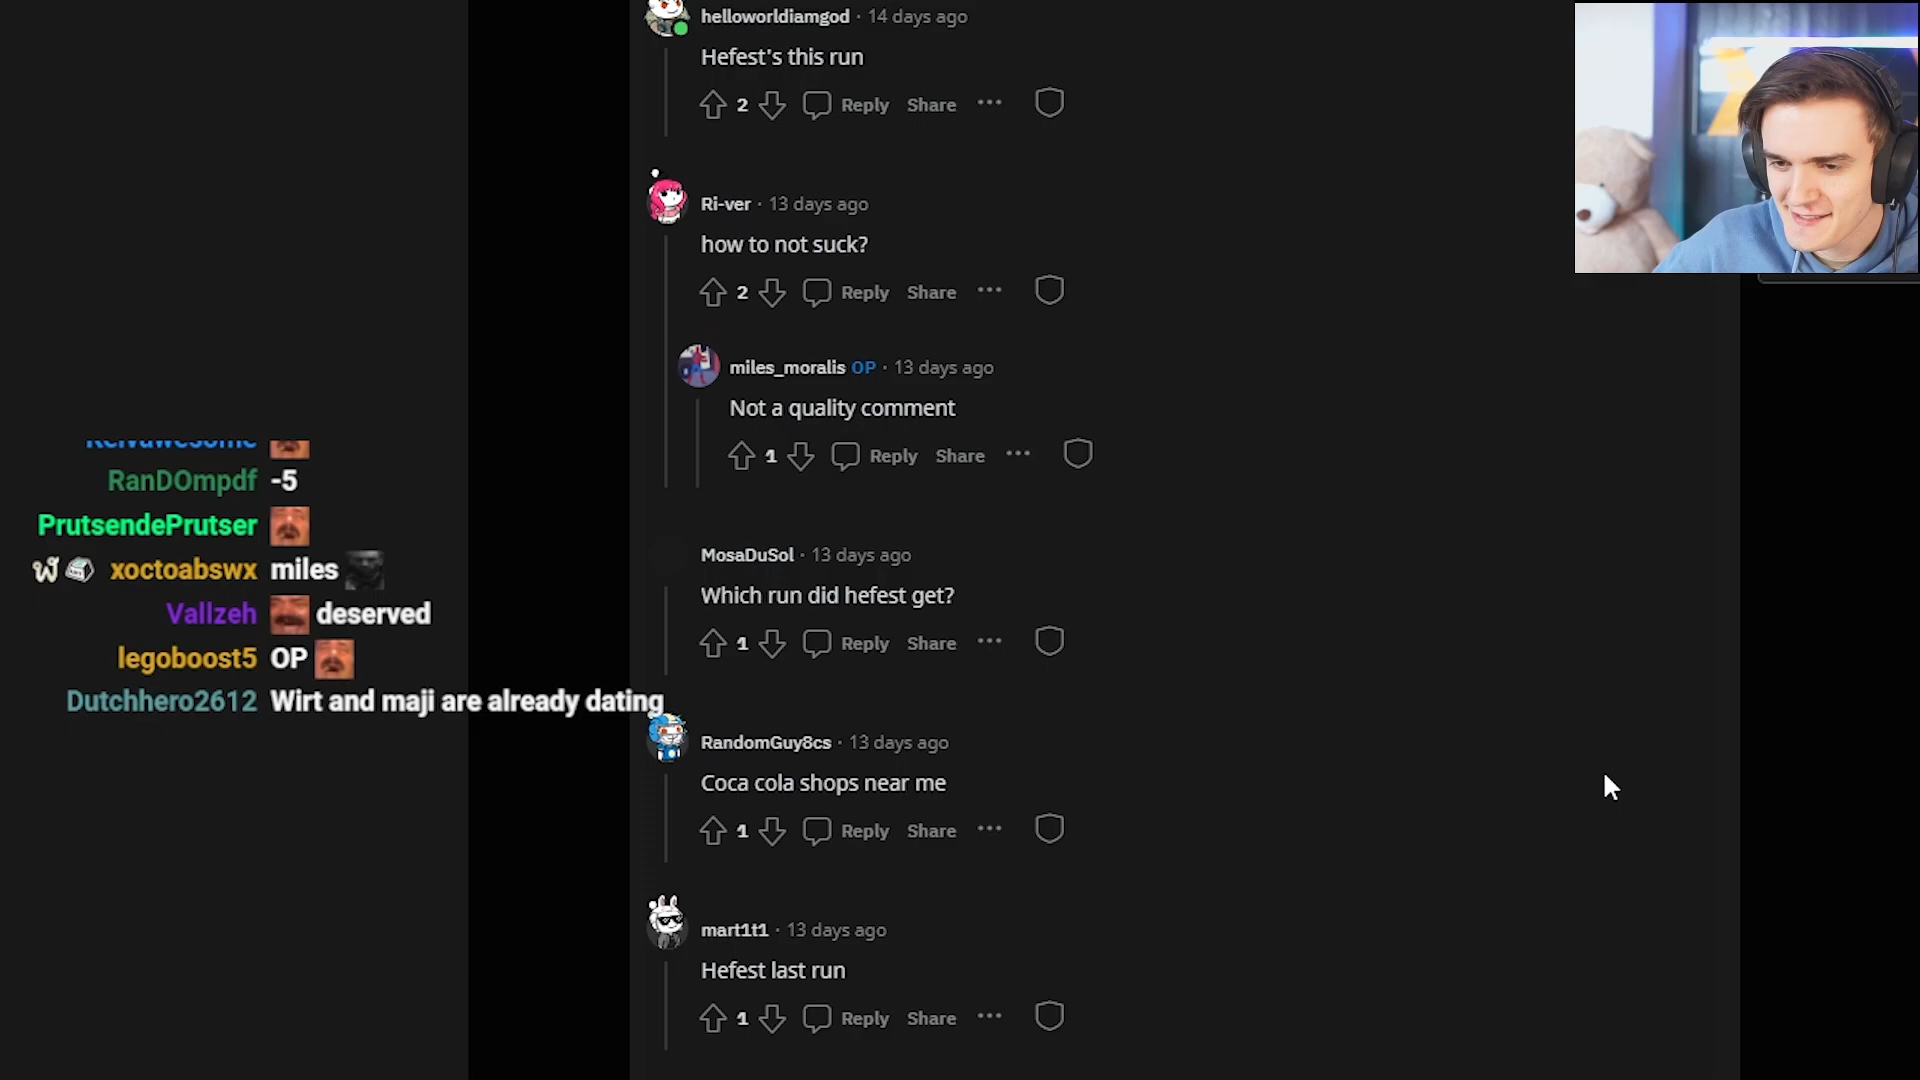 helloworldiamgod · 14 days ago
Hefest's this run
2 Reply Share ...
Ri-ver · 13 days ago
how to not suck?
2 Reply Share ...
miles_moralis OP · 13 days ago
Not a quality comment
1 Reply Share ...
MosaDuSol · 13 days ago
Which run did hefest get?
1 Reply Share ...
RandomGuy8cs · 13 days ago
Coca cola shops near me
1 Reply Share ...
mart1t1 · 13 days ago
Hefest last run
1 Reply Share ...
RanDOmpdf -5
PrutsendePrutser
xoctoabswx miles
Vallzeh deserved
legoboost5 OP
Dutchhero2612 Wirt and maji are already dating